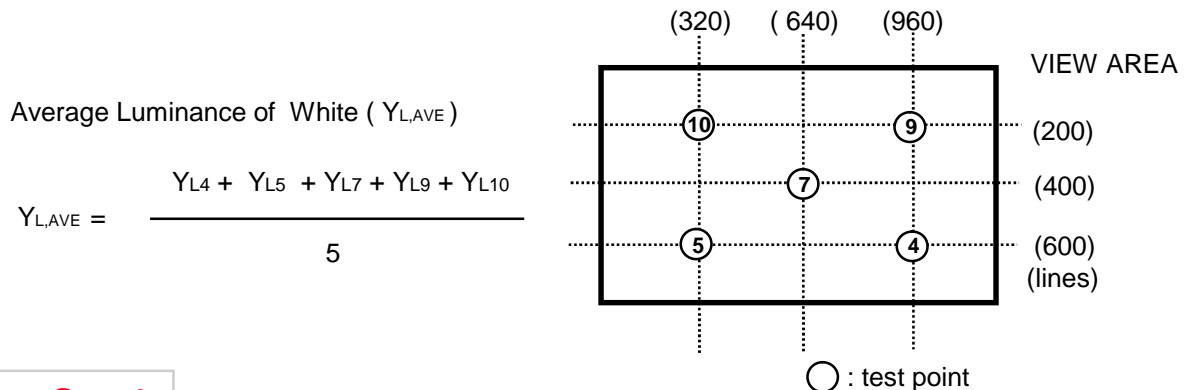 (320) ( 640) (960)
VIEW AREA
Average Luminance of White ( YL,AVE )
10 9 (200)
YL4 + YL5 + YL7 + YL9 + YL10
7 (400)
YL,AVE =
5
5 4 (600)
(lines)
: test point